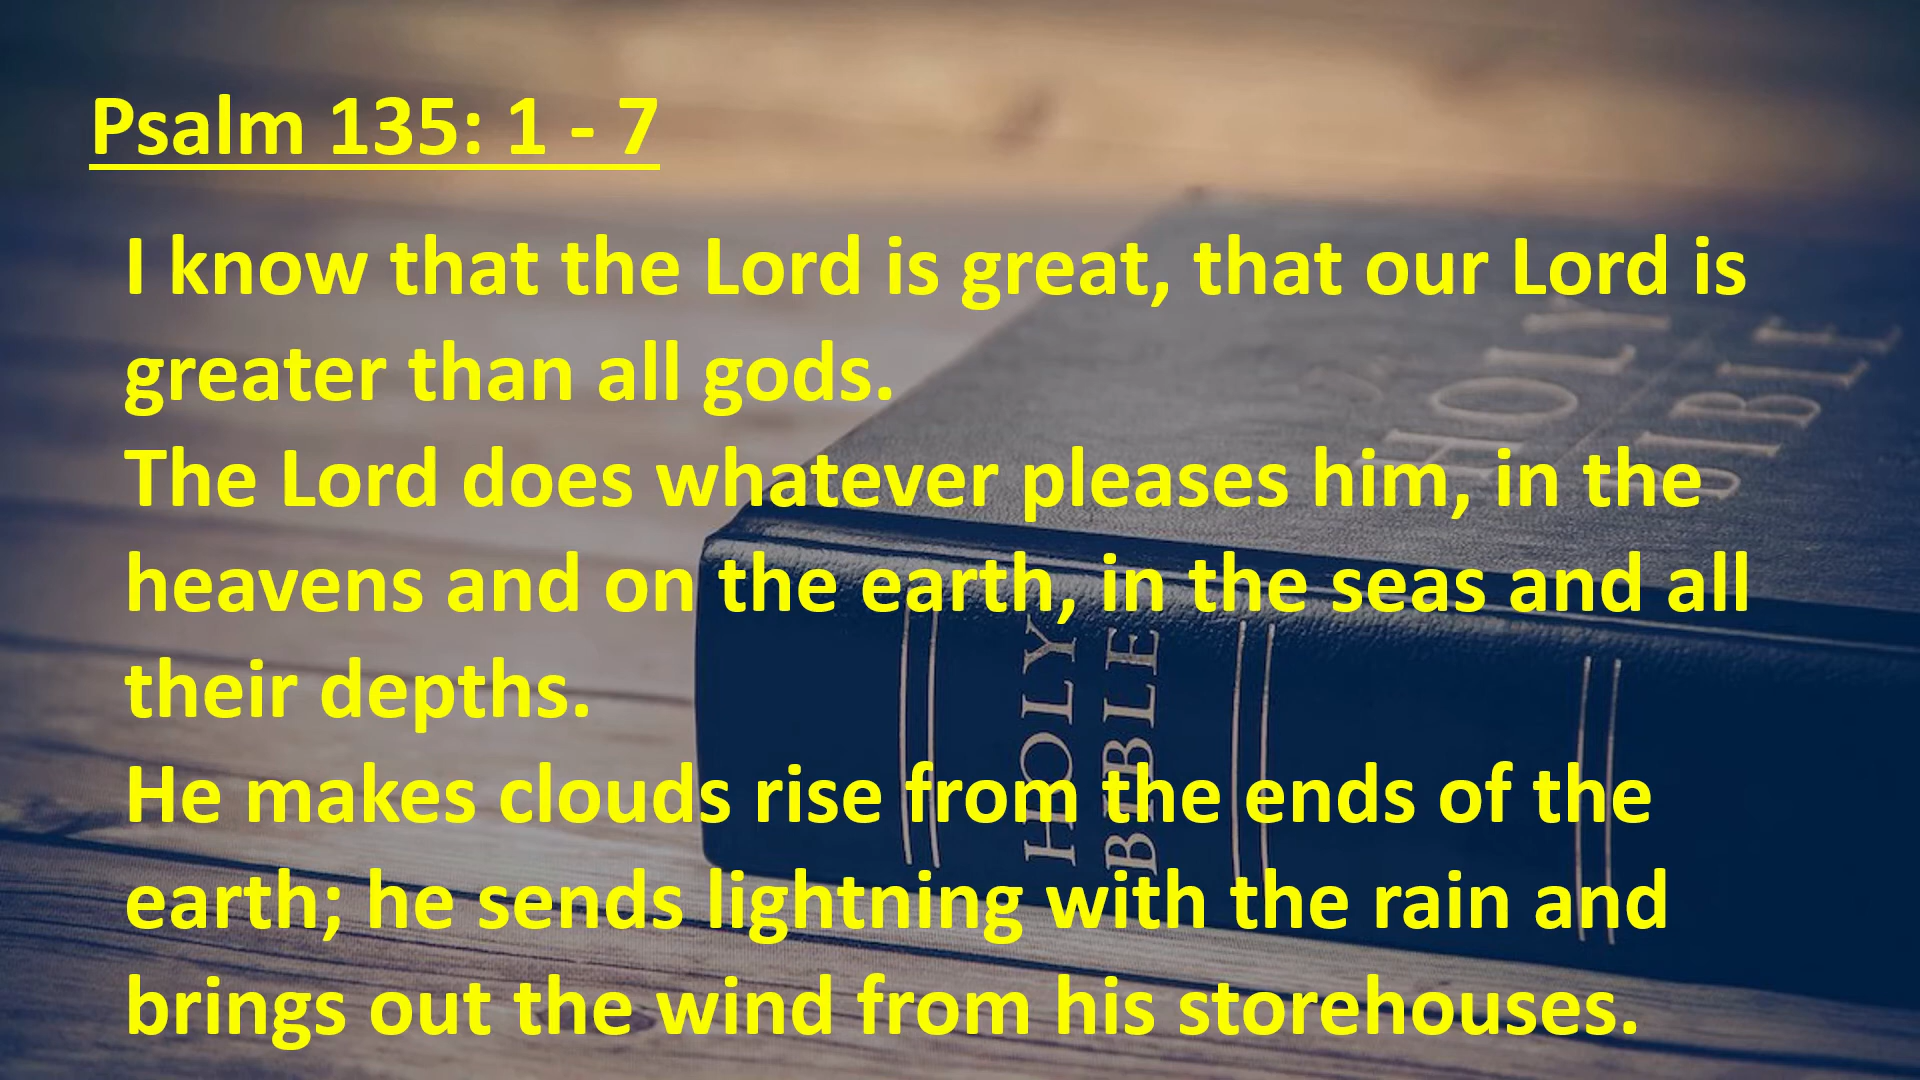 Psalm 135: 1 - 7
I know that the Lord is great, that our Lord is
greater than all gods.
The Lord does whatever pleases him, in the
heavens and on the earth, in the seas and all
their depths.
He makes clouds rise from the ends of the
earth; he sends lightning with the rain and
brings out the wind from his storehouses.
HOLY
BIBLE
HOLY
BIBLE